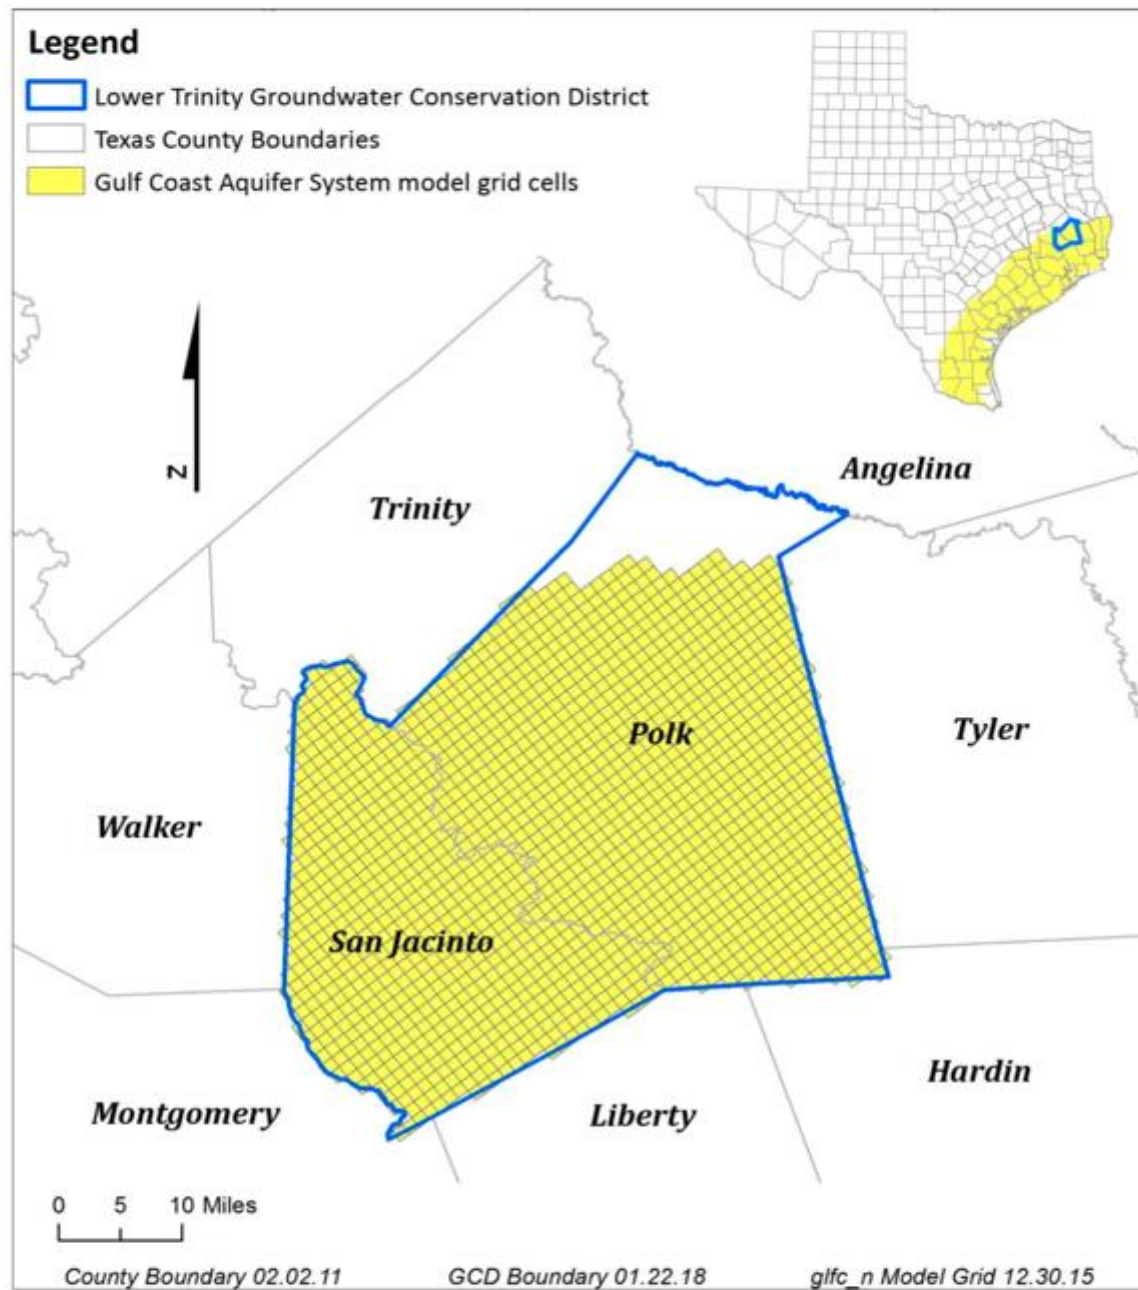 Legend
Lower Trinity Groundwater Conservation District
Texas County Boundaries
Gulf Coast Aquifer System model grid cells
N
Angelina
Trinity
Polk
Tyler
Walker
San Jacinto
Hardin
Montgomery
Liberty
0 5 10 Miles
County Boundary 02.02.11 GCD Boundary 01.22.18 glfc_n Model Grid 12.30.15